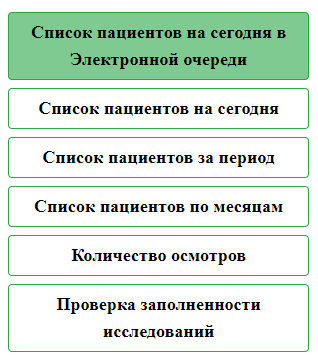 Список пациентов на сегодня в
Электронной очереди
Список пациентов на сегодня
Список пациентов за период
Список пациентов по месяцам
Количество осмотров
Проверка заполненности
исследований